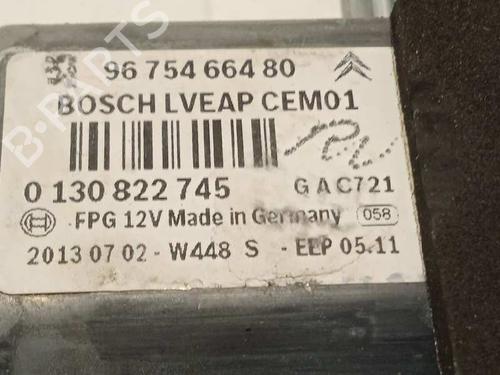 96 754 664 80
BOSCH LVEAP CEM01
0 130 822 745 G A C721
FPG 12V Made in Germany 058
2013 07 02 - W448 S - EEP 05.11
B-PARTS